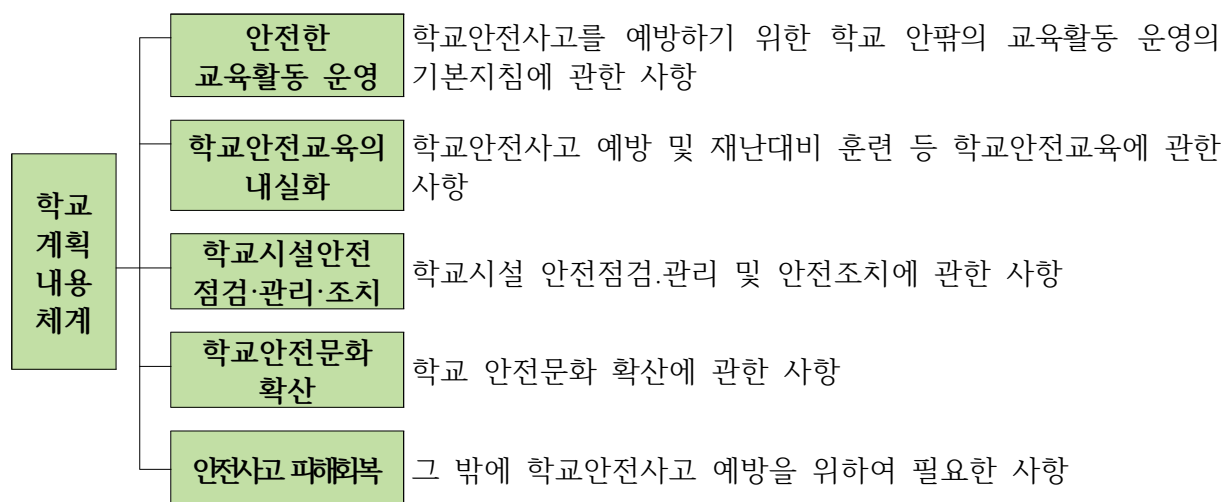 안전한
교육활동 운영
학교안전사고를 예방하기 위한 학교 안팎의 교육활동 운영의
기본지침에 관한 사항
학교안전교육의
내실화
학교안전사고 예방 및 재난대비 훈련 등 학교안전교육에 관한
사항
학교
계획
내용
체계
학교시설안전
점검·관리·조치
학교시설 안전점검.관리 및 안전조치에 관한 사항
학교안전문화
확산
학교 안전문화 확산에 관한 사항
안전사고 피해회복
그 밖에 학교안전사고 예방을 위하여 필요한 사항